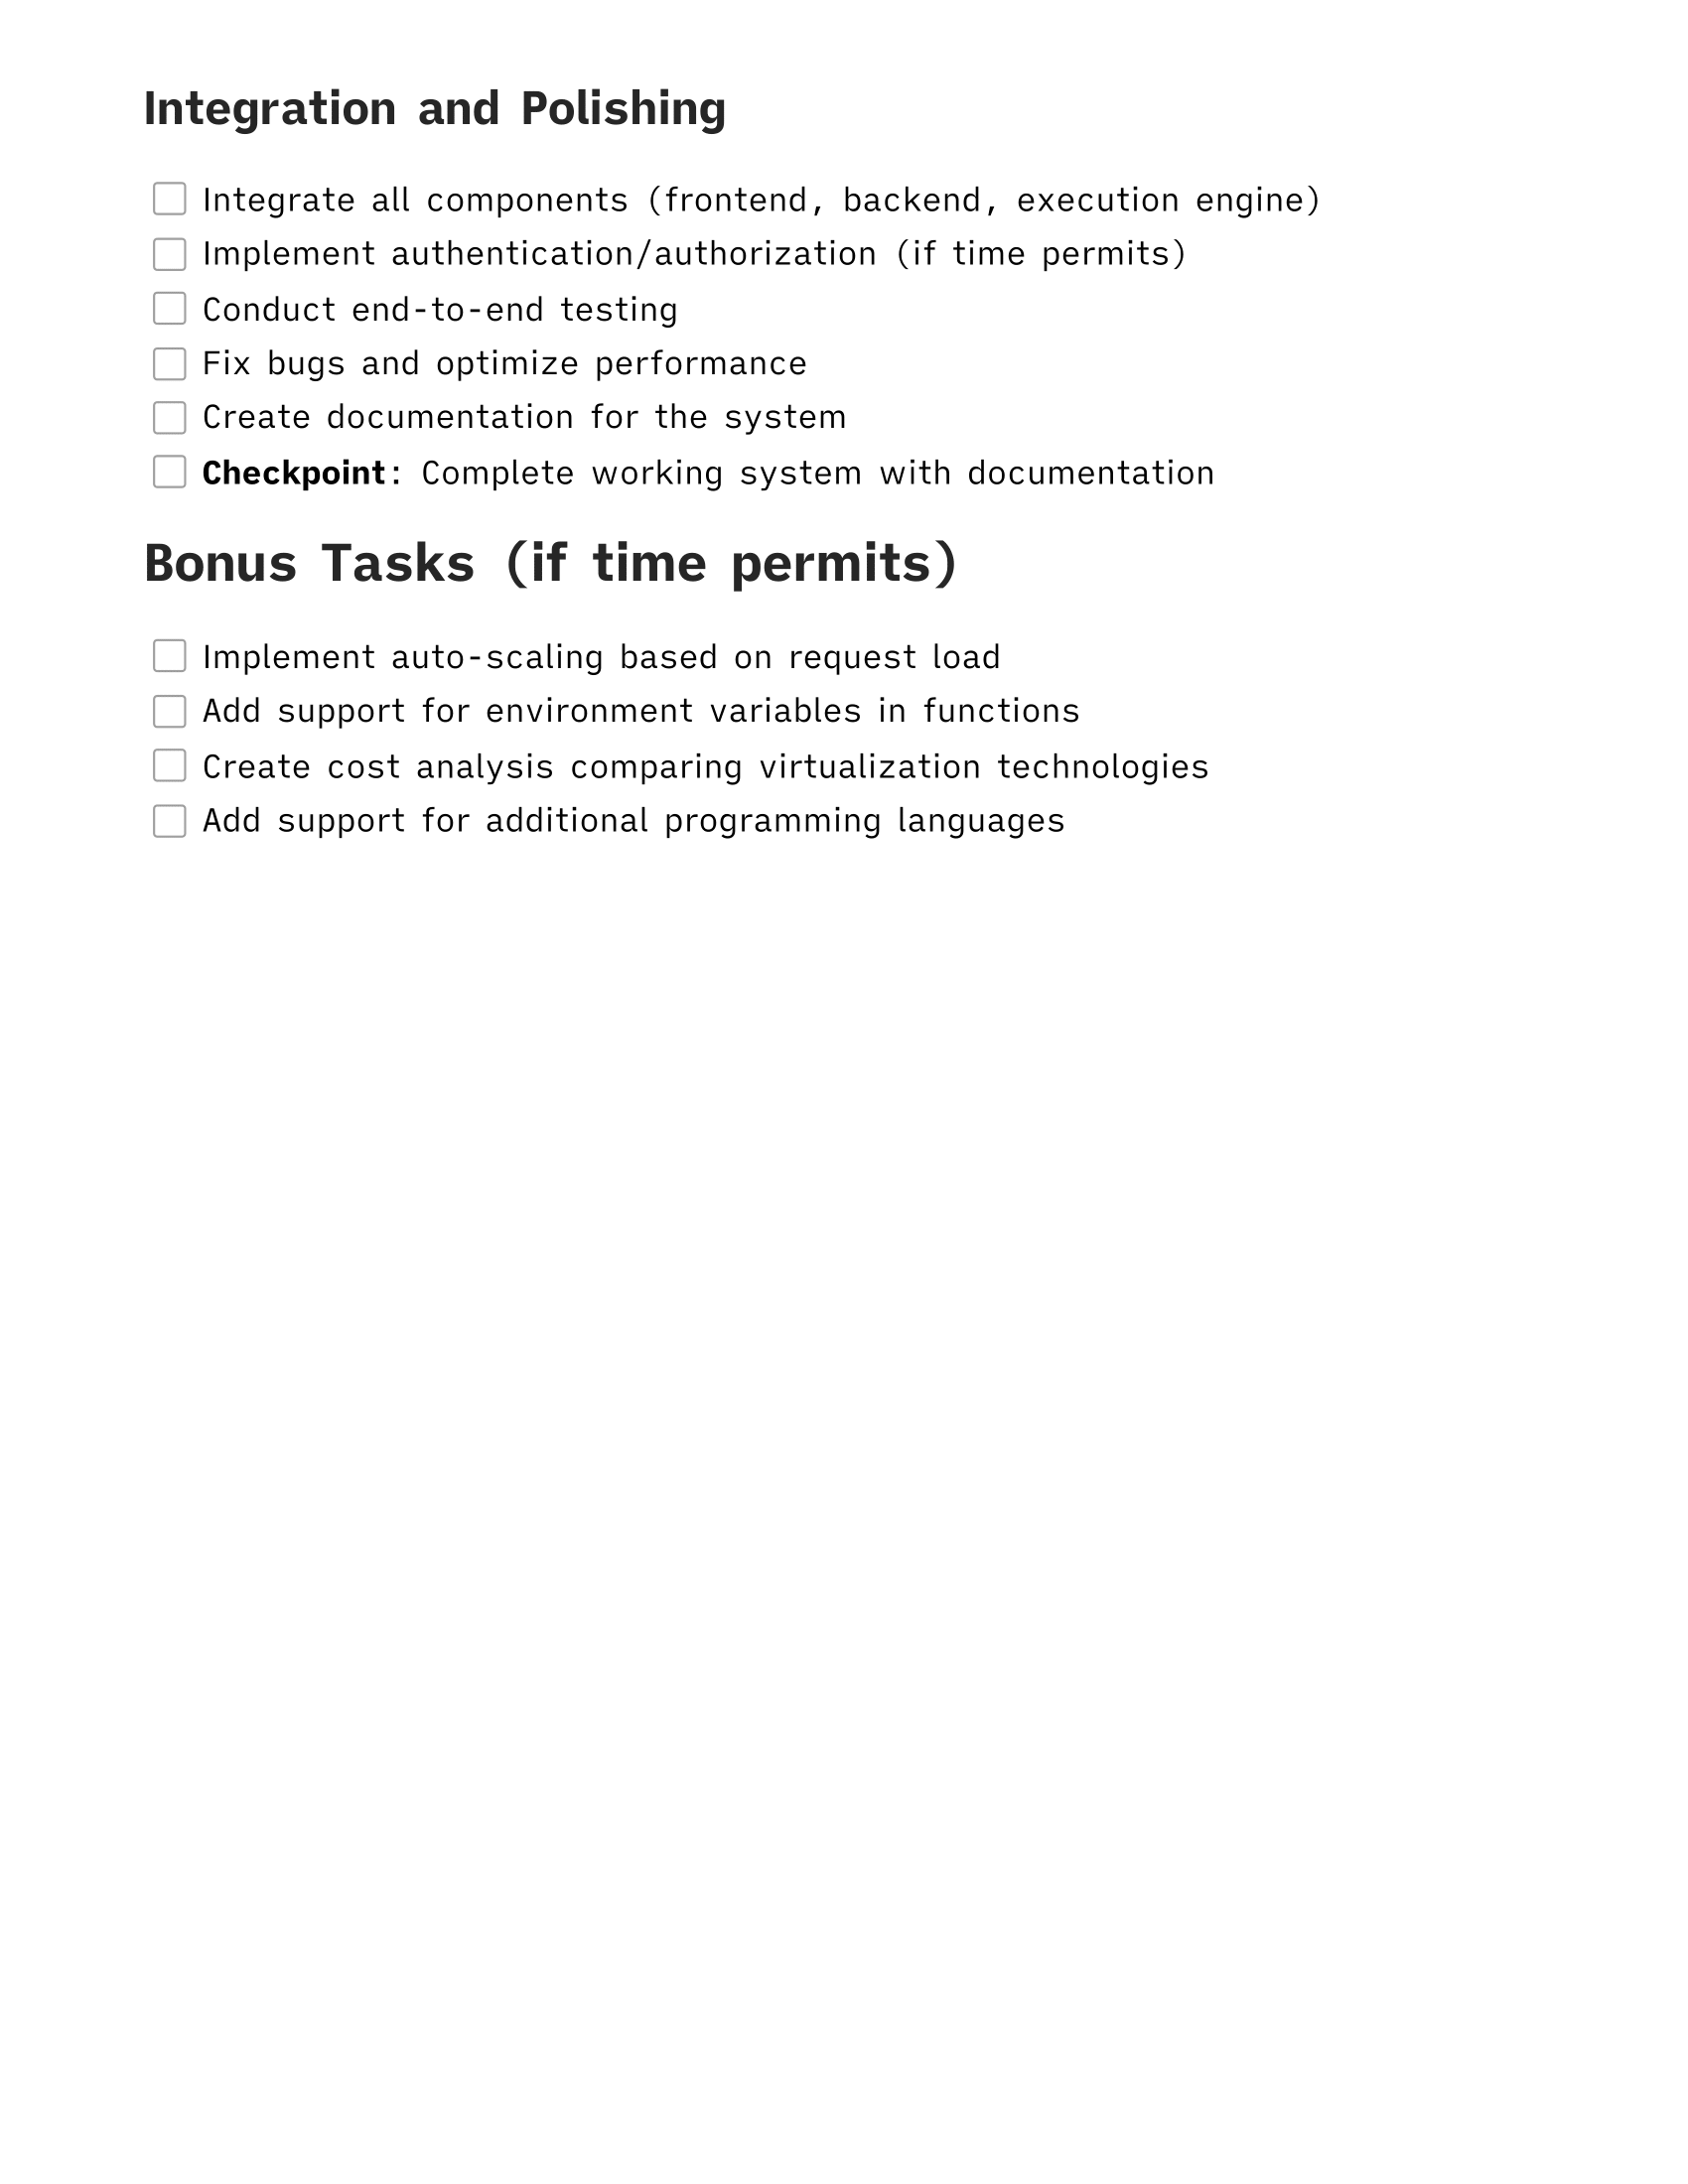 Integration and Polishing
Integrate all components (frontend, backend, execution engine)
Implement authentication/authorization (if time permits)
Conduct end-to-end testing
Fix bugs and optimize performance
Create documentation for the system
Checkpoint: Complete working system with documentation
Bonus Tasks (if time permits)
Implement auto-scaling based on request load
Add support for environment variables in functions
Create cost analysis comparing virtualization technologies
Add support for additional programming languages